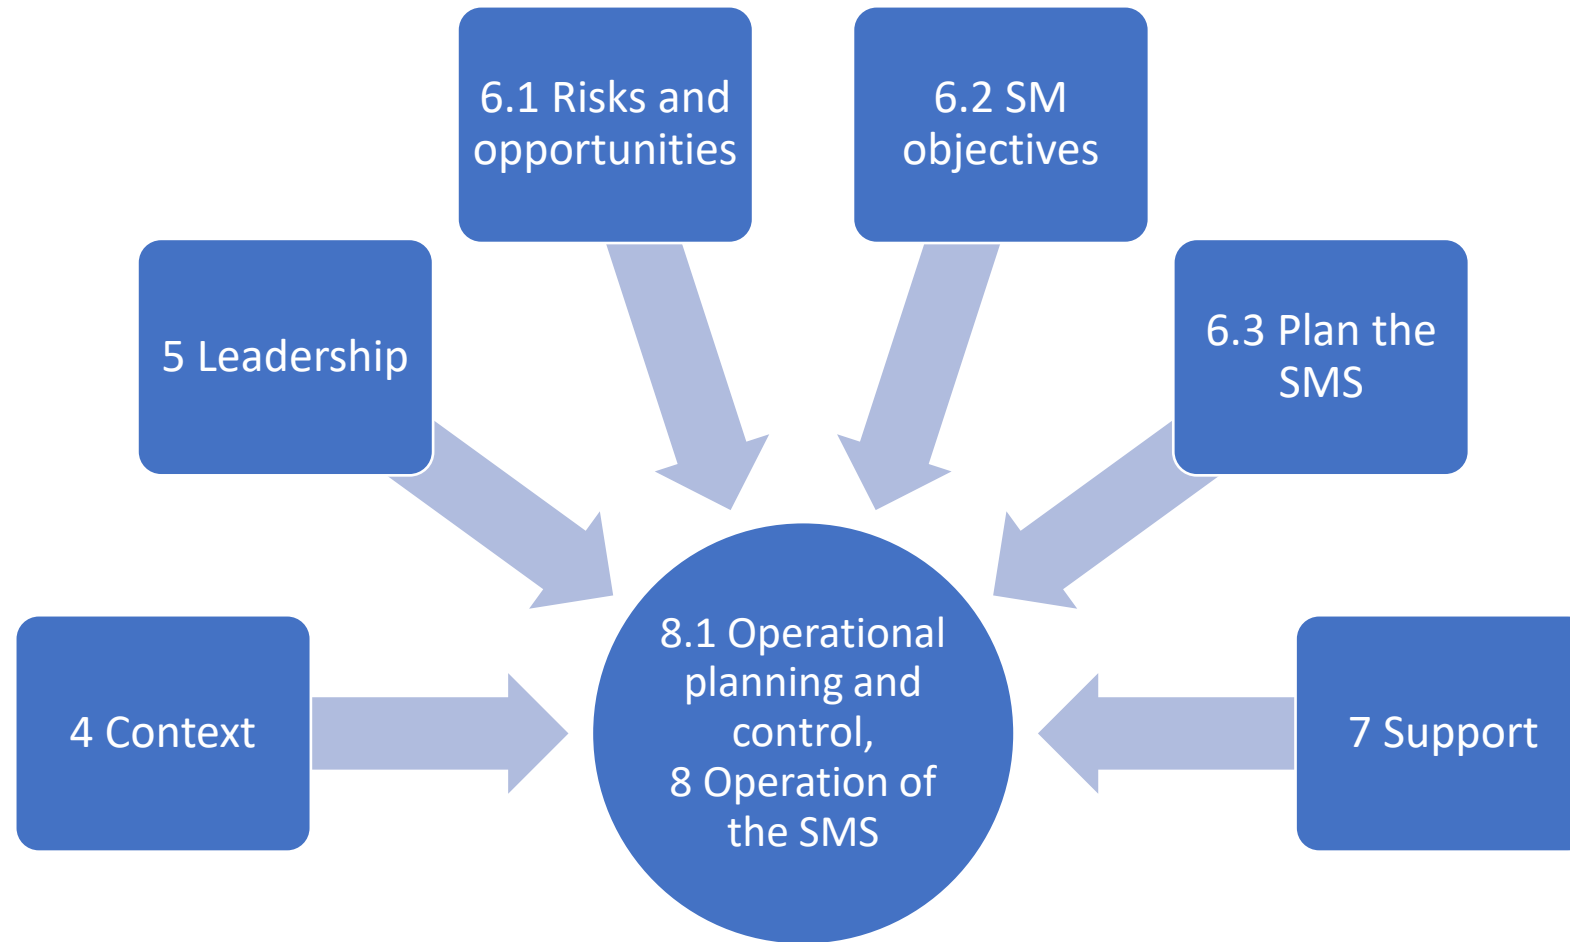 6.1 Risks and
opportunities
6.2 SM
objectives
5 Leadership
6.3 Plan the
SMS
4 Context
8.1 Operational
planning and
control,
8 Operation of
the SMS
7 Support